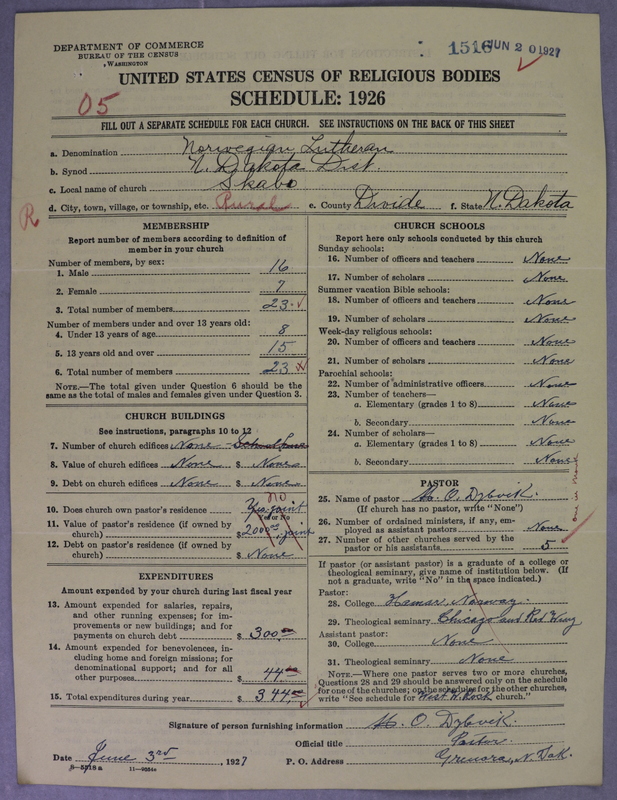 DEPARTMENT OF COMMERCE
BUREAU OF THE CENSUS
WASHINGTON
1516 JUN 20 1927
UNITED STATES CENSUS OF RELIGIOUS BODIES
SCHEDULE: 1926
05
FILL OUT A SEPARATE SCHEDULE FOR EACH CHURCH. SEE INSTRUCTIONS ON THE BACK OF THIS SHEET
a. Denomination Norwegian Lutheran
b. Synod N. Dakota Dist.
c. Local name of church Skabo
d. City, town, village, or township, etc. Rural e. County Divide f. State N. Dakota
R
MEMBERSHIP
Report number of members according to definition of
member in your church
Number of members, by sex:
1. Male 16
2. Female 7
3. Total number of members 23
Number of members under and over 13 years old:
4. Under 13 years of age 8
5. 13 years old and over 15
6. Total number of members 23
NOTE.—The total given under Question 6 should be
same as the total of males and females given under Question 3.
CHURCH BUILDINGS
See instructions, paragraphs 10 to 12
7. Number of church edifices None - Schoolhouse
8. Value of church edifices None $ None
9. Debt on church edifices None $ None
10. Does church own pastor's residence Yes joint no
Yes or No
11. Value of pastor's residence (if owned by
church) $ 2000 joint
12. Debt on pastor's residence (if owned by
church) $ None
EXPENDITURES
Amount expended by your church during last fiscal year
13. Amount expended for salaries, repairs,
and other running expenses; for im-
provements or new buildings; and for
payments on church debt $ 300.00
14. Amount expended for benevolences, in-
cluding home and foreign missions; for
denominational support; and for all
other purposes $ 44.00
15. Total expenditures during year $ 344.00
CHURCH SCHOOLS
Report here only schools conducted by this church
Sunday schools:
16. Number of officers and teachers None
17. Number of scholars None
Summer vacation Bible schools:
18. Number of officers and teachers None
19. Number of scholars None
Week-day religious schools:
20. Number of officers and teachers None
21. Number of scholars None
Parochial schools:
22. Number of administrative officers None
23. Number of teachers—
a. Elementary (grades 1 to 8) None
b. Secondary None
24. Number of scholars—
a. Elementary (grades 1 to 8) None
b. Secondary None
PASTOR
25. Name of pastor H. O. Dybvik.
(If church has no pastor, write "None")
26. Number of ordained ministers, if any, em-
ployed as assistant pastors None
27. Number of other churches served by the
pastor or his assistants 5
If pastor (or assistant pastor) is a graduate of a college or
theological seminary, give name of institution below. (If
not a graduate, write "No" in the space indicated.)
Pastor:
28. College Hamar, Norway.
29. Theological seminary Chicago and Red Wing
Assistant pastor:
30. College None
31. Theological seminary None
NOTE.—Where one pastor serves two or more churches,
Questions 28 and 29 should be answered only on the schedule
for one of the churches; on the schedules for the other churches,
write "See schedule for West church."
Signature of person furnishing information H. O. Dybvik.
Official title Pastor
Date June 3rd, 1927 P. O. Address Grenora, N. Dak.
8-5218 a 11-9664